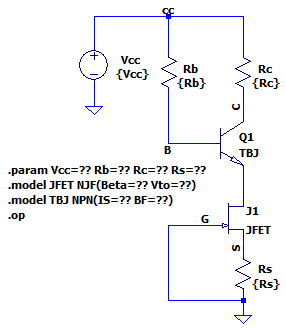 cc
Vcc
{Vcc}
Rb
{Rb}
Rc
{Rc}
C
Q1
B
TBJ
.param Vcc=?? Rb=?? Rc=?? Rs=??
.model JFET NJF(Beta=?? Vto=??)
.model TBJ NPN(IS=?? BF=??)
.op
G
J1
JFET
S
Rs
{Rs}